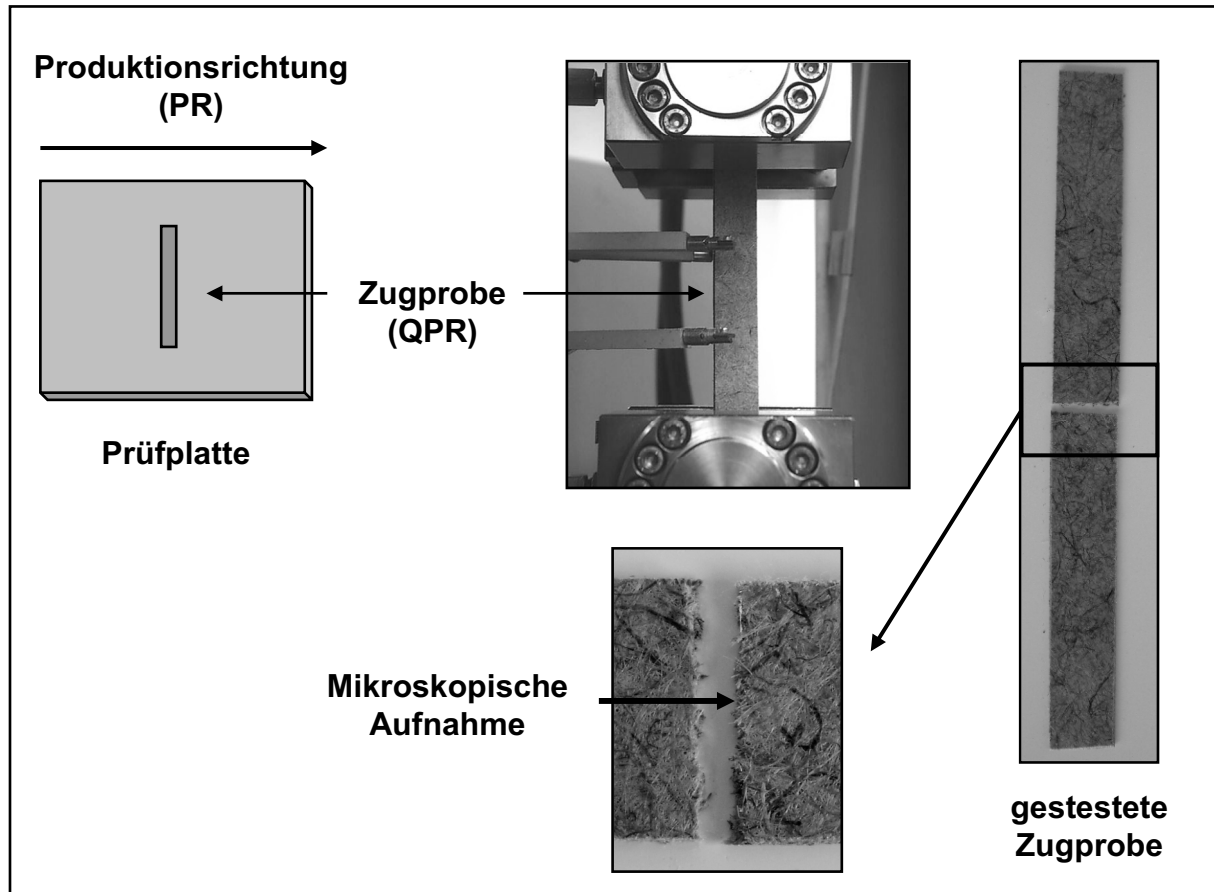 Produktionsrichtung
(PR)
Zugprobe
(QPR)
Prüfplatte
Mikroskopische
Aufnahme
gestestete
Zugprobe